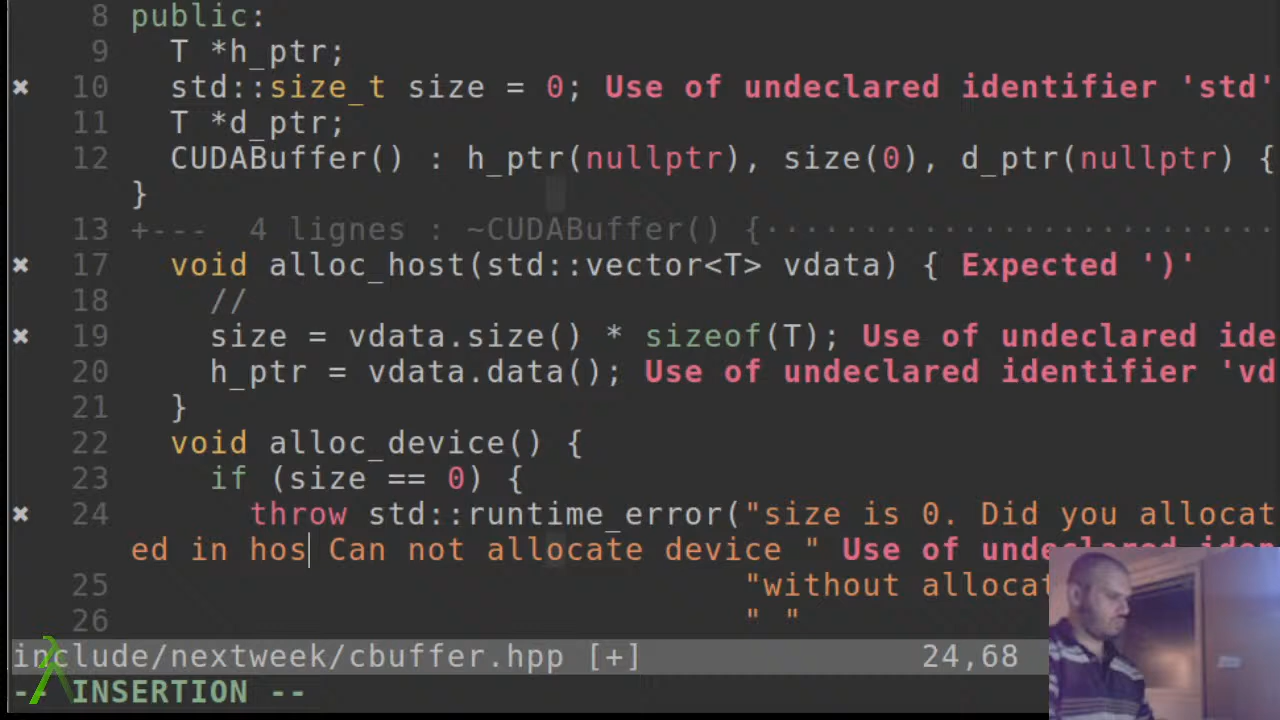 8 public:
9 T *h_ptr;
✖ 10 std::size_t size = 0; Use of undeclared identifier 'std'
11 T *d_ptr;
12 CUDABuffer() : h_ptr(nullptr), size(0), d_ptr(nullptr) {
}
13 +--- 4 lignes : ~CUDABuffer() {··························
✖ 17 void alloc_host(std::vector<T> vdata) { Expected ')'
18 //
✖ 19 size = vdata.size() * sizeof(T); Use of undeclared ide
20 h_ptr = vdata.data(); Use of undeclared identifier 'vd
21 }
22 void alloc_device() {
23 if (size == 0) {
✖ 24 throw std::runtime_error("size is 0. Did you allocat
ed in hos Can not allocate device " Use of undeclared iden
25 "without allocat
26 " "
include/nextweek/cbuffer.hpp [+] 24,68
-- INSERTION --